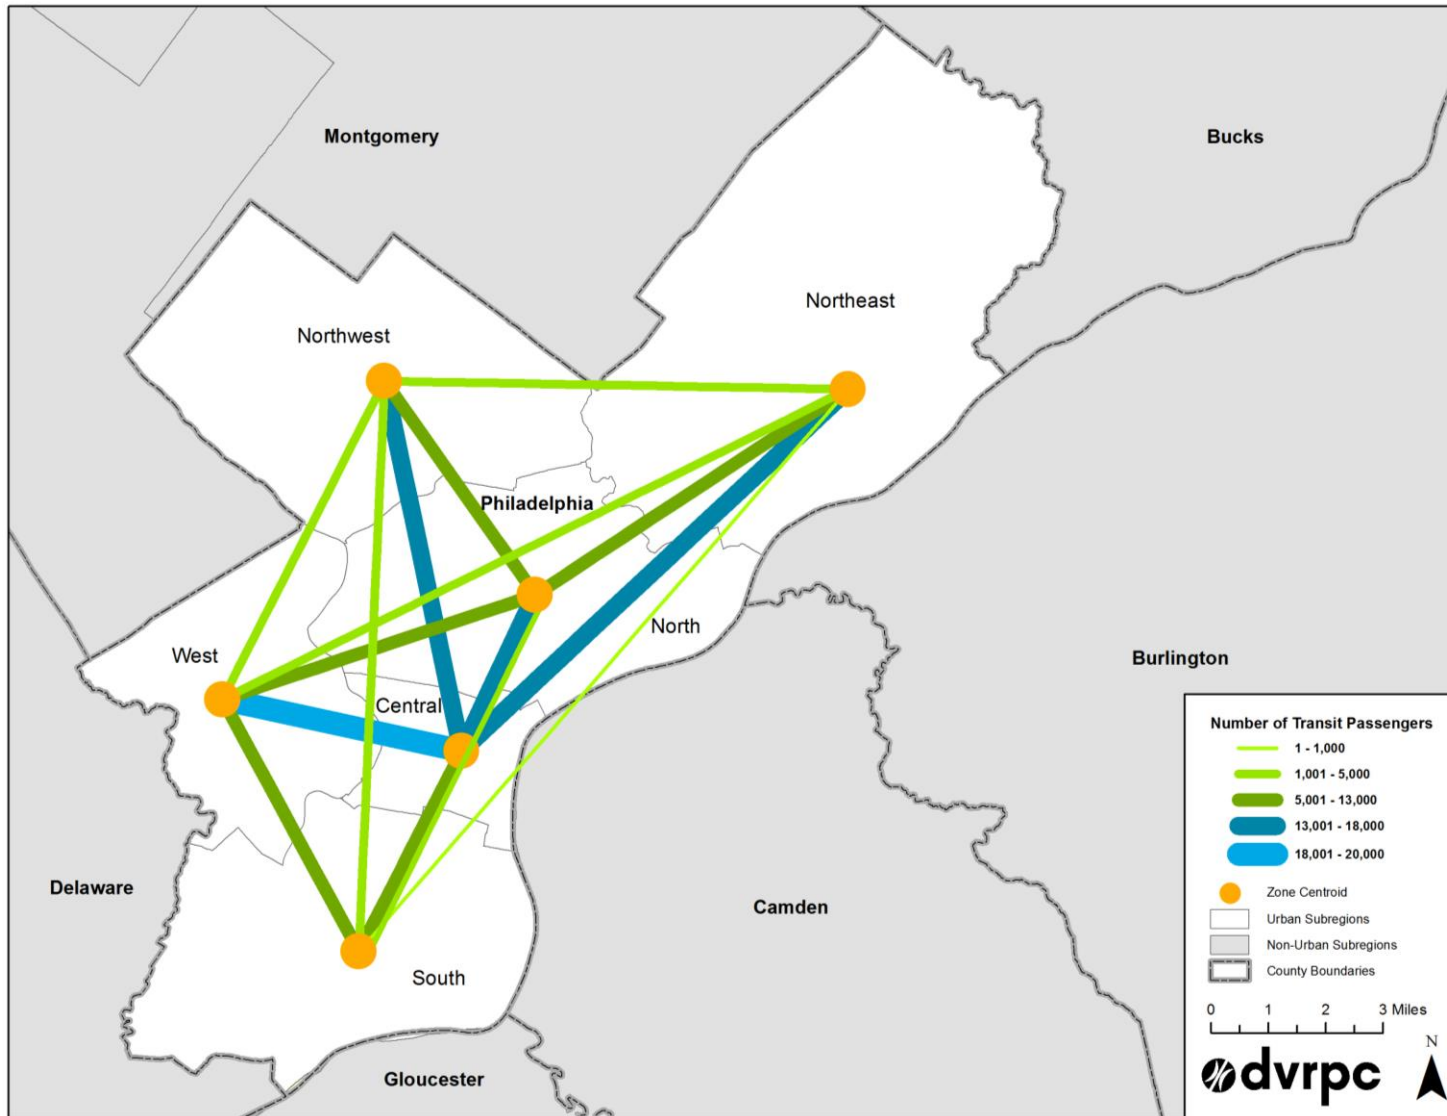 Montgomery
Bucks
Northeast
Northwest
Philadelphia
North
West
Burlington
Central
Delaware
Camden
South
Gloucester
Number of Transit Passengers
1 - 1,000
1,001 - 5,000
5,001 - 13,000
13,001 - 18,000
18,001 - 20,000
Zone Centroid
Urban Subregions
Non-Urban Subregions
County Boundaries
0 1 2 3 Miles
N
dvrpc